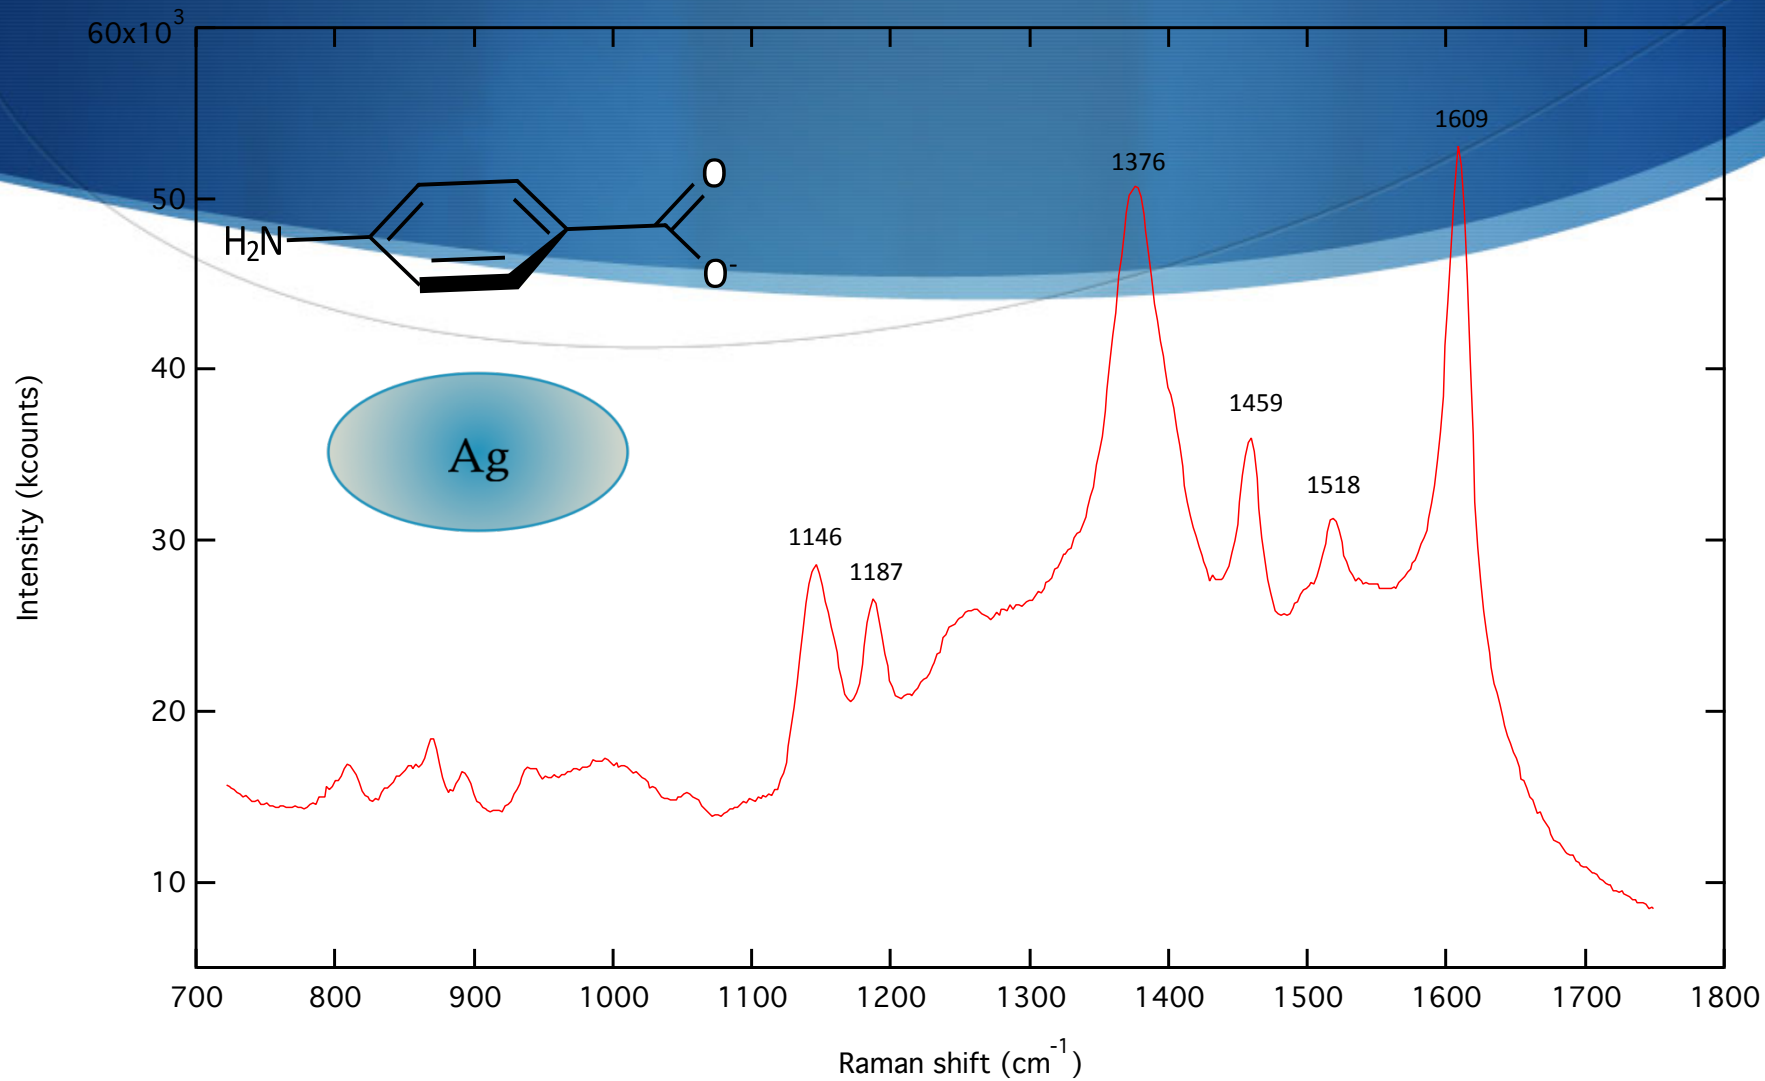 60x10³
1609
1376
50
O
H₂N
O⁻
40
1459
Ag
1518
30
1146
1187
20
10
Intensity (kcounts)
700 800 900 1000 1100 1200 1300 1400 1500 1600 1700 1800
Raman shift (cm⁻¹)